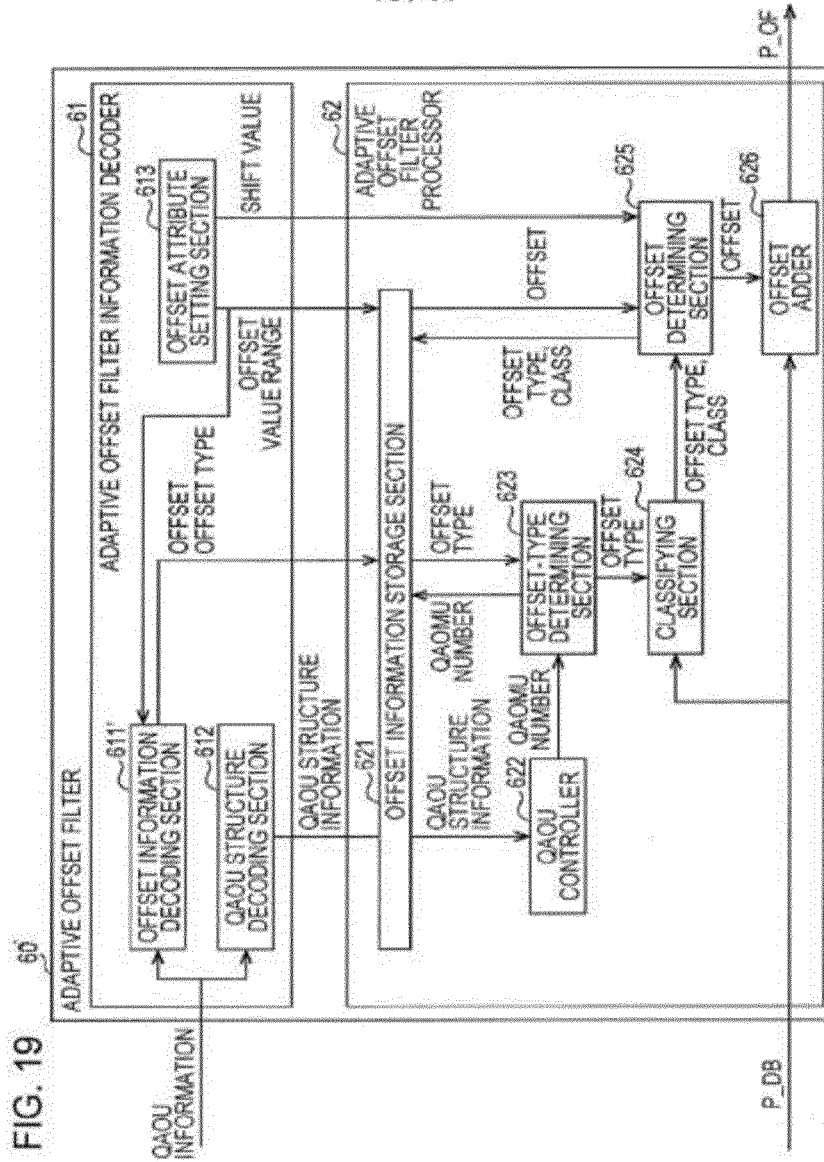 FIG. 19
60'
ADAPTIVE OFFSET FILTER
QAOU
INFORMATION
61
ADAPTIVE OFFSET FILTER INFORMATION DECODER
611'
OFFSET INFORMATION
DECODING SECTION
612
QAOU STRUCTURE
DECODING SECTION
613
OFFSET ATTRIBUTE
SETTING SECTION
OFFSET
OFFSET TYPE
OFFSET
VALUE RANGE
SHIFT VALUE
QAOU STRUCTURE
INFORMATION
62
ADAPTIVE
OFFSET
FILTER
PROCESSOR
621
OFFSET INFORMATION STORAGE SECTION
QAOU
STRUCTURE
INFORMATION
QAOMU
NUMBER
OFFSET
TYPE
OFFSET
TYPE,
CLASS
OFFSET
622
QAOU
CONTROLLER
QAOMU
NUMBER
623
OFFSET-TYPE
DETERMINING
SECTION
OFFSET
TYPE
624
CLASSIFYING
SECTION
OFFSET TYPE,
CLASS
625
OFFSET
DETERMINING
SECTION
OFFSET
626
OFFSET
ADDER
P_DB
P_OF